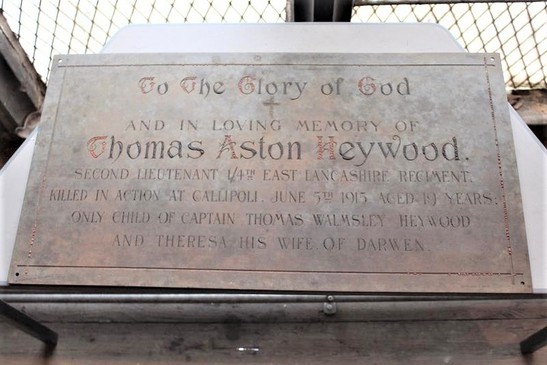 To The Glory of God
AND IN LOVING MEMORY OF
Thomas Aston Heywood.
SECOND LIEUTENANT 1/4TH EAST LANCASHIRE REGIMENT.
KILLED IN ACTION AT GALLIPOLI, JUNE 5TH 1915. AGED 19 YEARS.
ONLY CHILD OF CAPTAIN THOMAS WALMSLEY HEYWOOD
AND THERESA, HIS WIFE, OF DARWEN.